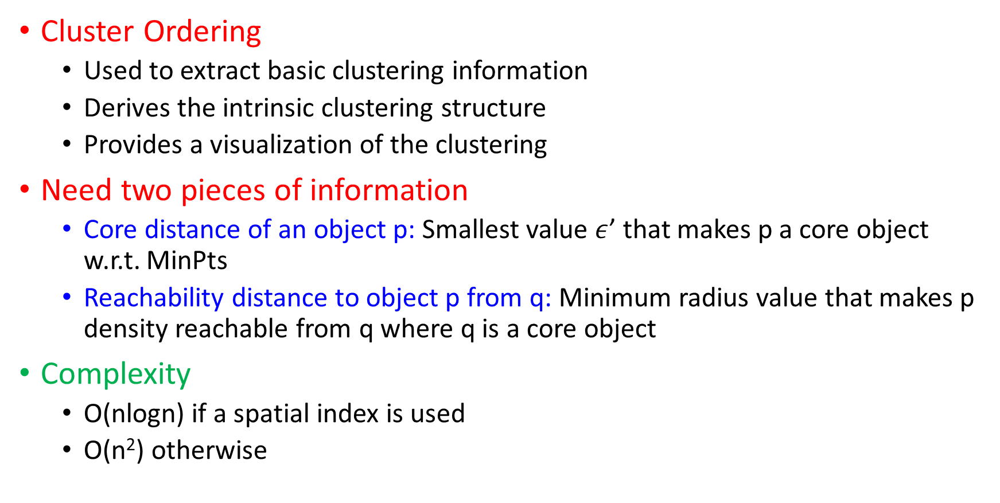 • Cluster Ordering
• Used to extract basic clustering information
• Derives the intrinsic clustering structure
• Provides a visualization of the clustering
• Need two pieces of information
• Core distance of an object p: Smallest value ϵ’ that makes p a core object
w.r.t. MinPts
• Reachability distance to object p from q: Minimum radius value that makes p
density reachable from q where q is a core object
• Complexity
• O(nlogn) if a spatial index is used
• O(n²) otherwise